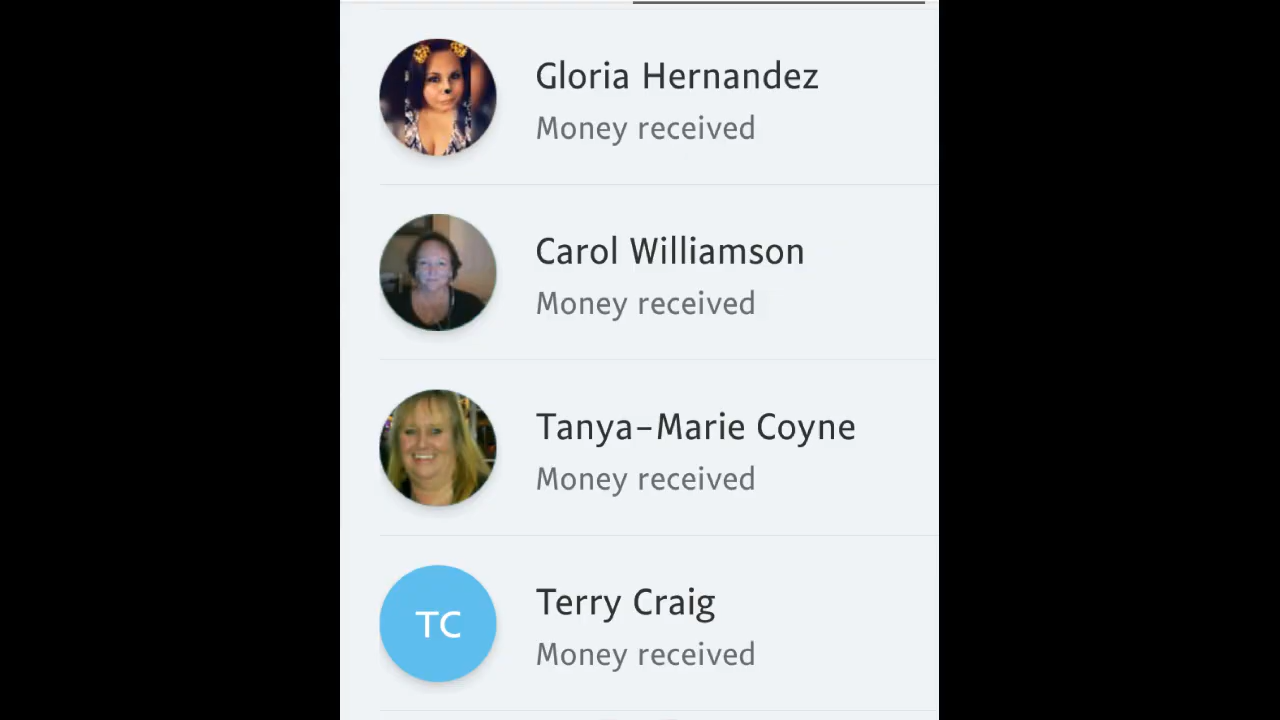 Gloria Hernandez
Money received
Carol Williamson
Money received
Tanya-Marie Coyne
Money received
TC
Terry Craig
Money received